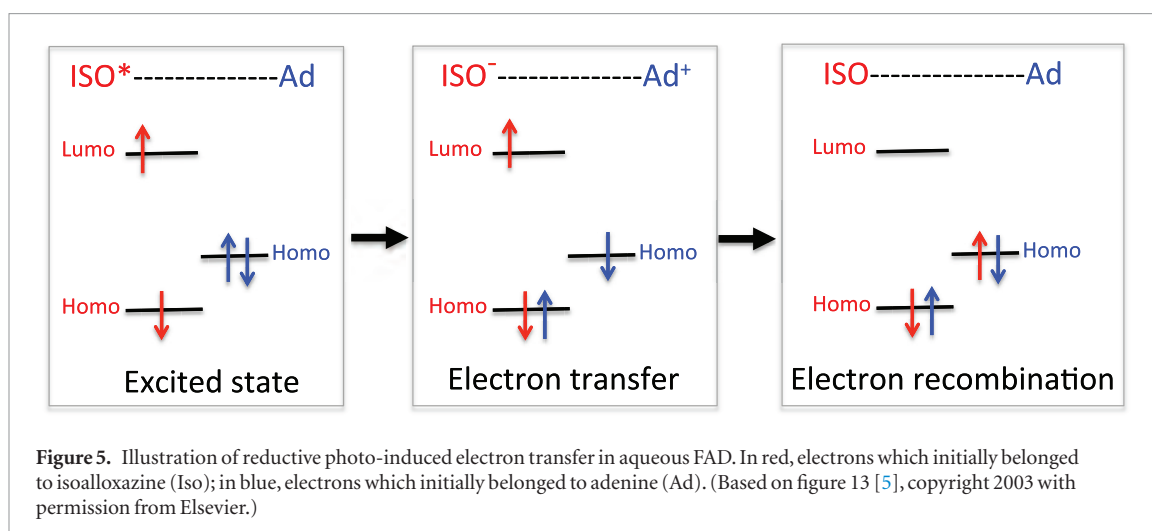 ISO*--------------Ad
Lumo
Homo
Homo
Excited state
ISO⁻--------------Ad⁺
Lumo
Homo
Homo
Electron transfer
ISO---------------Ad
Lumo
Homo
Homo
Electron recombination
Figure 5. Illustration of reductive photo-induced electron transfer in aqueous FAD. In red, electrons which initially belonged
to isoalloxazine (Iso); in blue, electrons which initially belonged to adenine (Ad). (Based on figure 13 [5], copyright 2003 with
permission from Elsevier.)